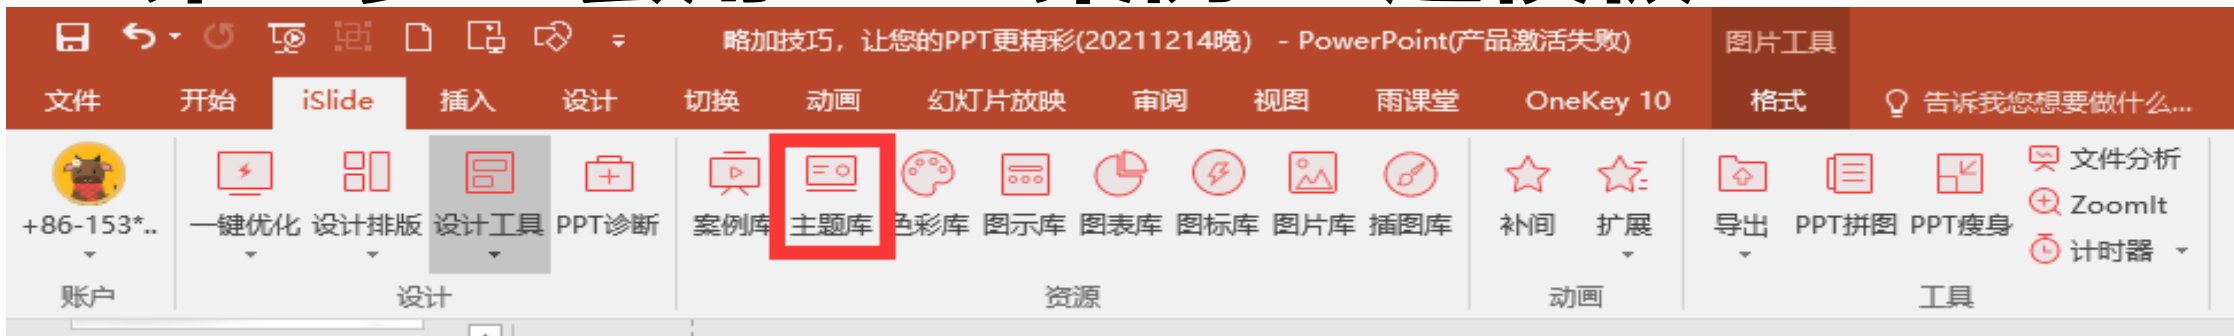 略加技巧，让您的PPT更精彩(20211214晚) - PowerPoint(产品激活失败) 图片工具
文件 开始 iSlide 插入 设计 切换 动画 幻灯片放映 审阅 视图 雨课堂 OneKey 10 格式 告诉我您想要做什么...
+86-153*.. 一键优化 设计排版 设计工具 PPT诊断 案例库 主题库 色彩库 图示库 图表库 图标库 图片库 插图库 补间 扩展 导出 PPT拼图 PPT瘦身 文件分析
ZoomIt
计时器
账户 设计 资源 动画 工具